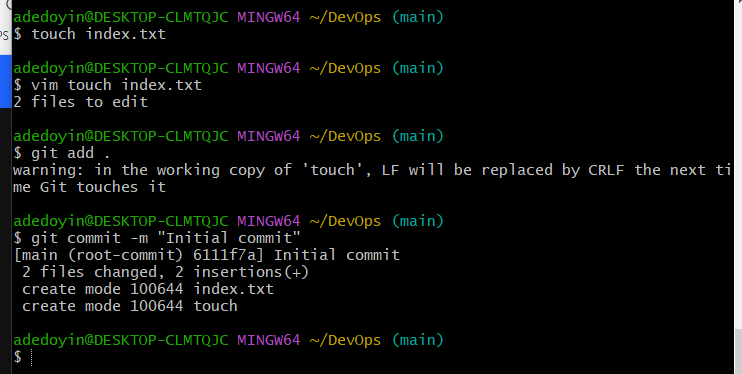 adedoyin@DESKTOP-CLMTQJC MINGW64 ~/DevOps (main)
$ touch index.txt
adedoyin@DESKTOP-CLMTQJC MINGW64 ~/DevOps (main)
$ vim touch index.txt
2 files to edit
adedoyin@DESKTOP-CLMTQJC MINGW64 ~/DevOps (main)
$ git add .
warning: in the working copy of 'touch', LF will be replaced by CRLF the next ti
me Git touches it
adedoyin@DESKTOP-CLMTQJC MINGW64 ~/DevOps (main)
$ git commit -m "Initial commit"
[main (root-commit) 6111f7a] Initial commit
 2 files changed, 2 insertions(+)
 create mode 100644 index.txt
 create mode 100644 touch
adedoyin@DESKTOP-CLMTQJC MINGW64 ~/DevOps (main)
$